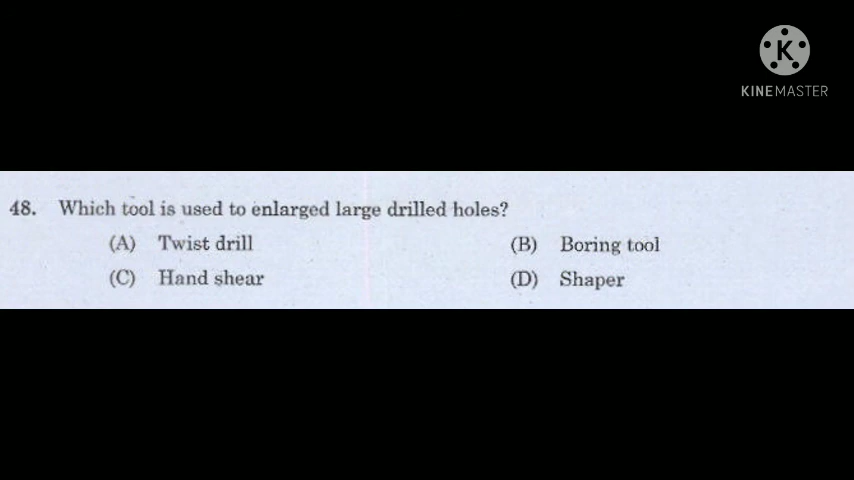 KINEMASTER
48. Which tool is used to enlarged large drilled holes?
(A) Twist drill (B) Boring tool
(C) Hand shear (D) Shaper